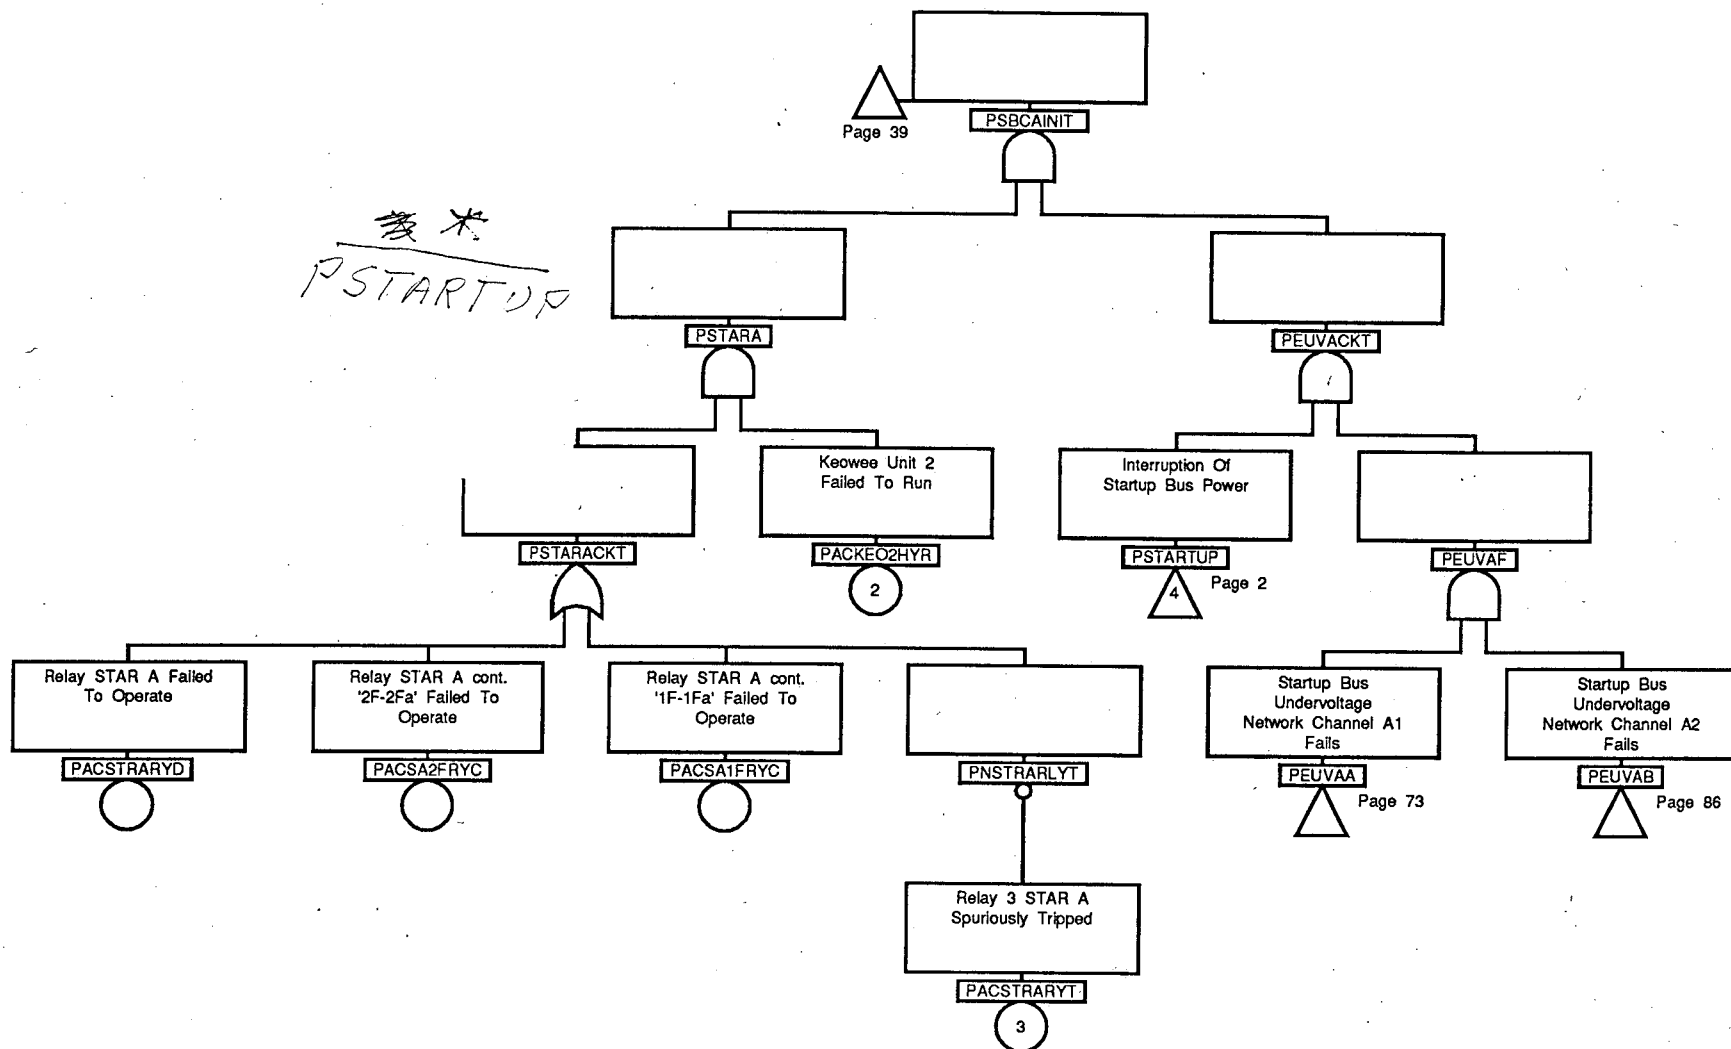 Page 39
PSBCAINIT
PSTARTUP
PSTARA
PEUVACKT
Keowee Unit 2
Failed To Run
Interruption Of
Startup Bus Power
PSTARACKT
PACKEO2HYR
2
PSTARTUP
4
Page 2
PEUVAF
Relay STAR A Failed
To Operate
Relay STAR A cont.
'2F-2Fa' Failed To
Operate
Relay STAR A cont.
'1F-1Fa' Failed To
Operate
Startup Bus
Undervoltage
Network Channel A1
Fails
Startup Bus
Undervoltage
Network Channel A2
Fails
PACSTRARYD
PACSA2FRYC
PACSA1FRYC
PNSTRARLYT
PEUVAA
Page 73
PEUVAB
Page 86
Relay 3 STAR A
Spuriously Tripped
PACSTRARYT
3